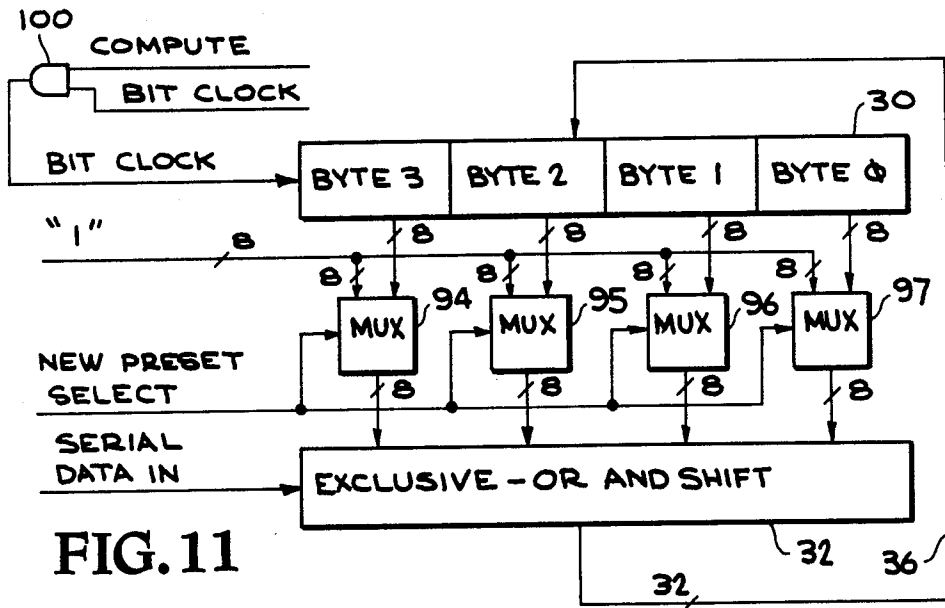 100
COMPUTE
BIT CLOCK
30
BIT CLOCK
BYTE 3 BYTE 2 BYTE 1 BYTE φ
8 8 8 8
"1" 8
8 8 8 8
94 95 96 97
MUX MUX MUX MUX
NEW PRESET
SELECT
8 8 8 8
SERIAL
DATA IN
EXCLUSIVE-OR AND SHIFT
FIG. 11
32
36
32